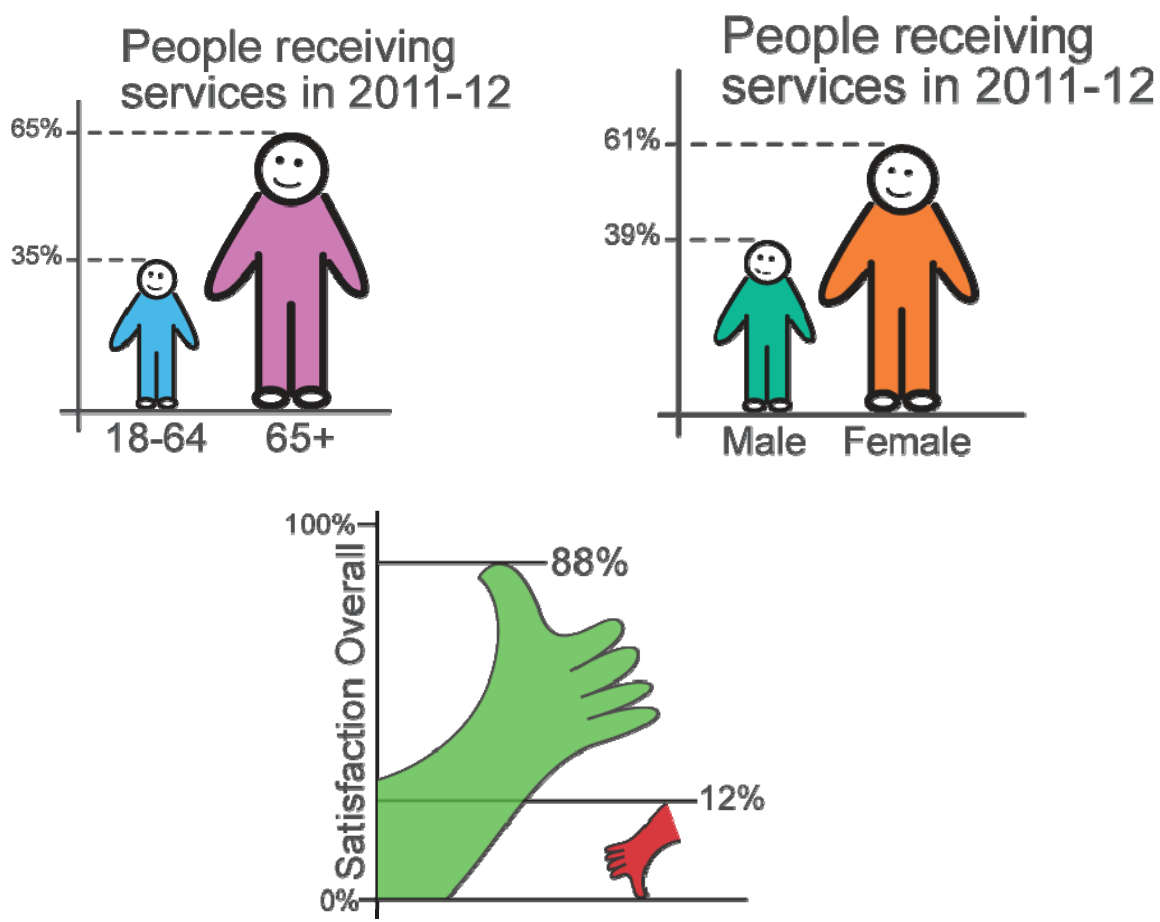 People receiving
services in 2011-12
65%
35%
18-64 65+
People receiving
services in 2011-12
61%
39%
Male Female
100%
Satisfaction Overall
88%
12%
0%